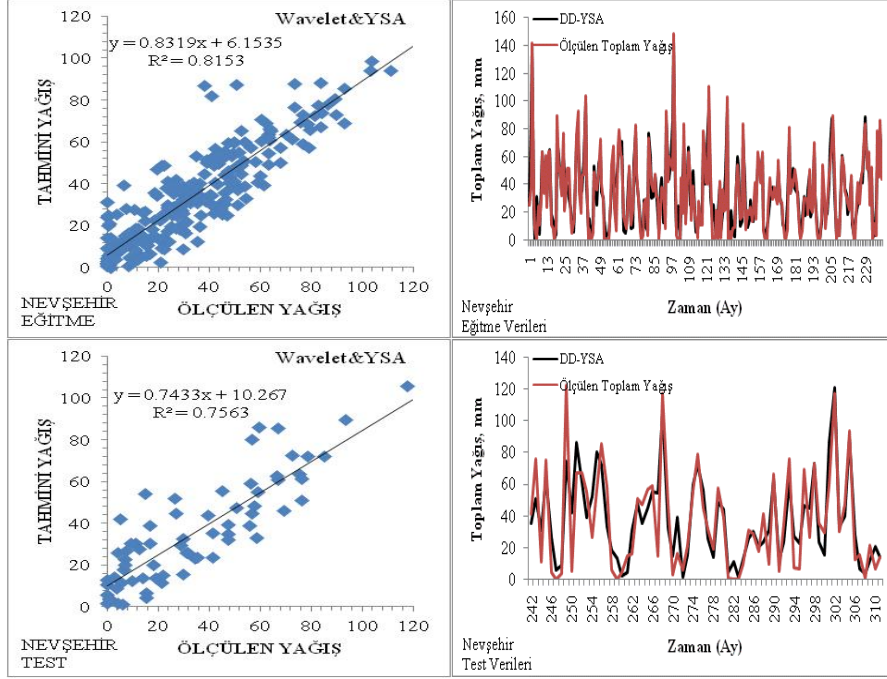 Wavelet&YSA
y = 0.8319x + 6.1535
R² = 0.8153
TAHMİNİ YAĞIŞ
120
100
80
60
40
20
0
0 20 40 60 80 100 120
ÖLÇÜLEN YAĞIŞ
NEVŞEHİR
EĞİTME
DD-YSA
Ölçülen Toplam Yağış
Toplam Yağış, mm
160
140
120
100
80
60
40
20
0
1 13 25 37 49 61 73 85 97 109 121 133 145 157 169 181 193 205 217 229
Zaman (Ay)
Nevşehir
Eğitme Verileri
Wavelet&YSA
y = 0.7433x + 10.267
R² = 0.7563
TAHMİNİ YAĞIŞ
120
100
80
60
40
20
0
0 20 40 60 80 100 120
ÖLÇÜLEN YAĞIŞ
NEVŞEHİR
TEST
DD-YSA
Ölçülen Toplam Yağış
Toplam Yağış, mm
140
120
100
80
60
40
20
0
242 246 250 254 258 262 266 270 274 278 282 286 290 294 298 302 306 310
Zaman (Ay)
Nevşehir
Test Verileri